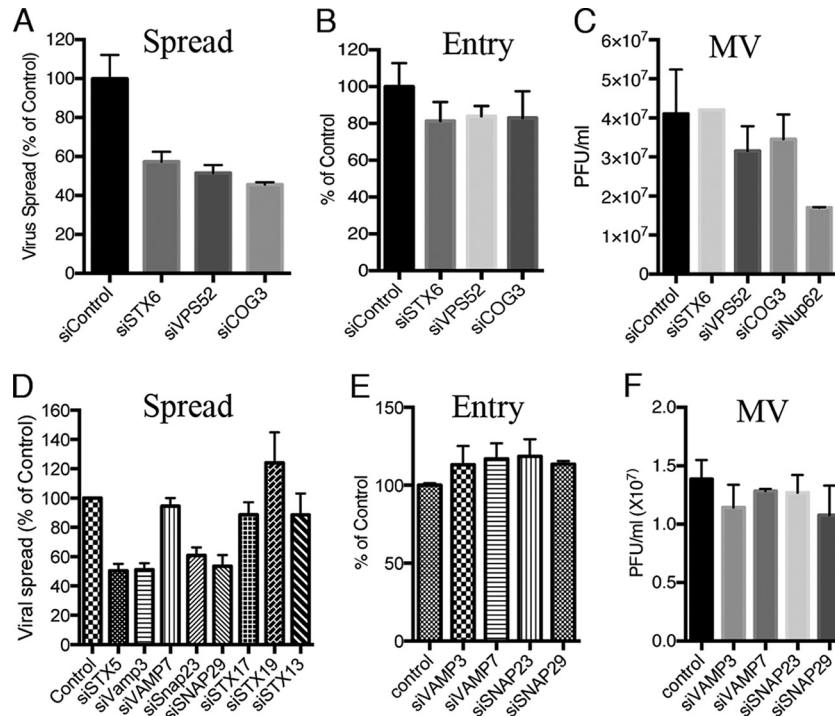 A
Spread
Virus Spread (% of Control)
120
100
80
60
40
20
0
siControl
siSTX6
siVPS52
siCOG3
B
Entry
% of Control
120
100
80
60
40
20
0
siControl
siSTX6
siVPS52
siCOG3
C
MV
PFU/ml
6×10⁷
5×10⁷
4×10⁷
3×10⁷
2×10⁷
1×10⁷
0
siControl
siSTX6
siVPS52
siCOG3
siNup62
D
Spread
Viral spread (% of Control)
160
140
120
100
80
60
40
20
0
Control
siSTX5
siVamp3
siVAMP7
siSnap23
siSNAP29
siSTX17
siSTX19
siSTX13
E
Entry
% of Control
150
100
50
0
control
siVAMP3
siVAMP7
siSNAP23
siSNAP29
F
MV
PFU/ml (X10⁷)
2.0
1.5
1.0
0.5
0.0
control
siVAMP3
siVAMP7
siSNAP23
siSNAP29